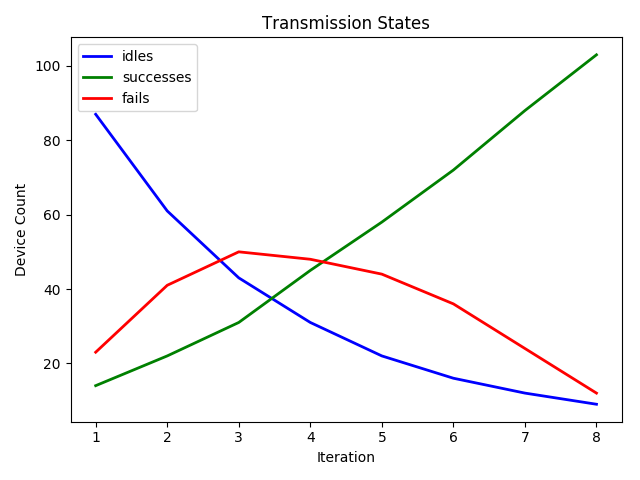 Transmission States
idles
successes
fails
Device Count
100
80
60
40
20
1 2 3 4 5 6 7 8
Iteration